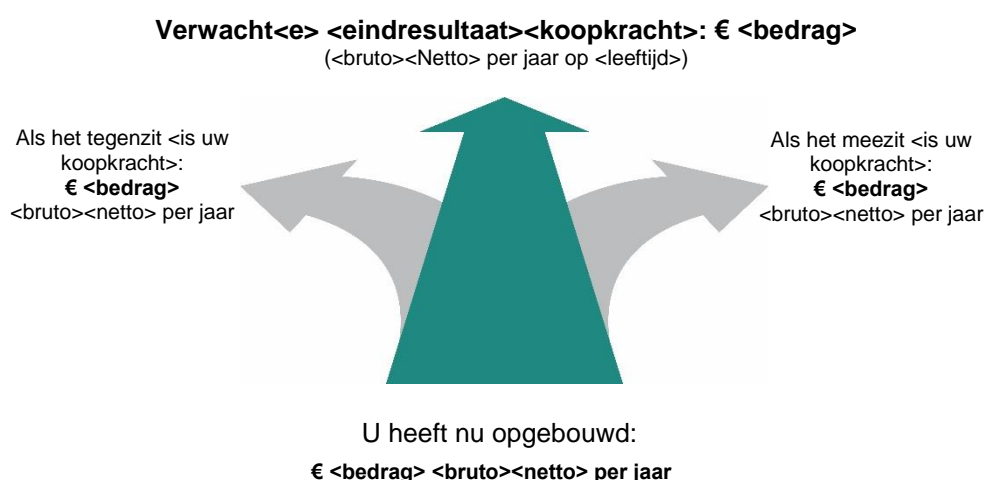 Verwacht<e> <eindresultaat><koopkracht>: € <bedrag>
(<bruto><Netto> per jaar op <leeftijd>)
Als het tegenzit <is uw
koopkracht>:
€ <bedrag>
<bruto><netto> per jaar
Als het meezit <is uw
koopkracht>:
€ <bedrag>
<bruto><netto> per jaar
U heeft nu opgebouwd:
€ <bedrag> <bruto><netto> per jaar